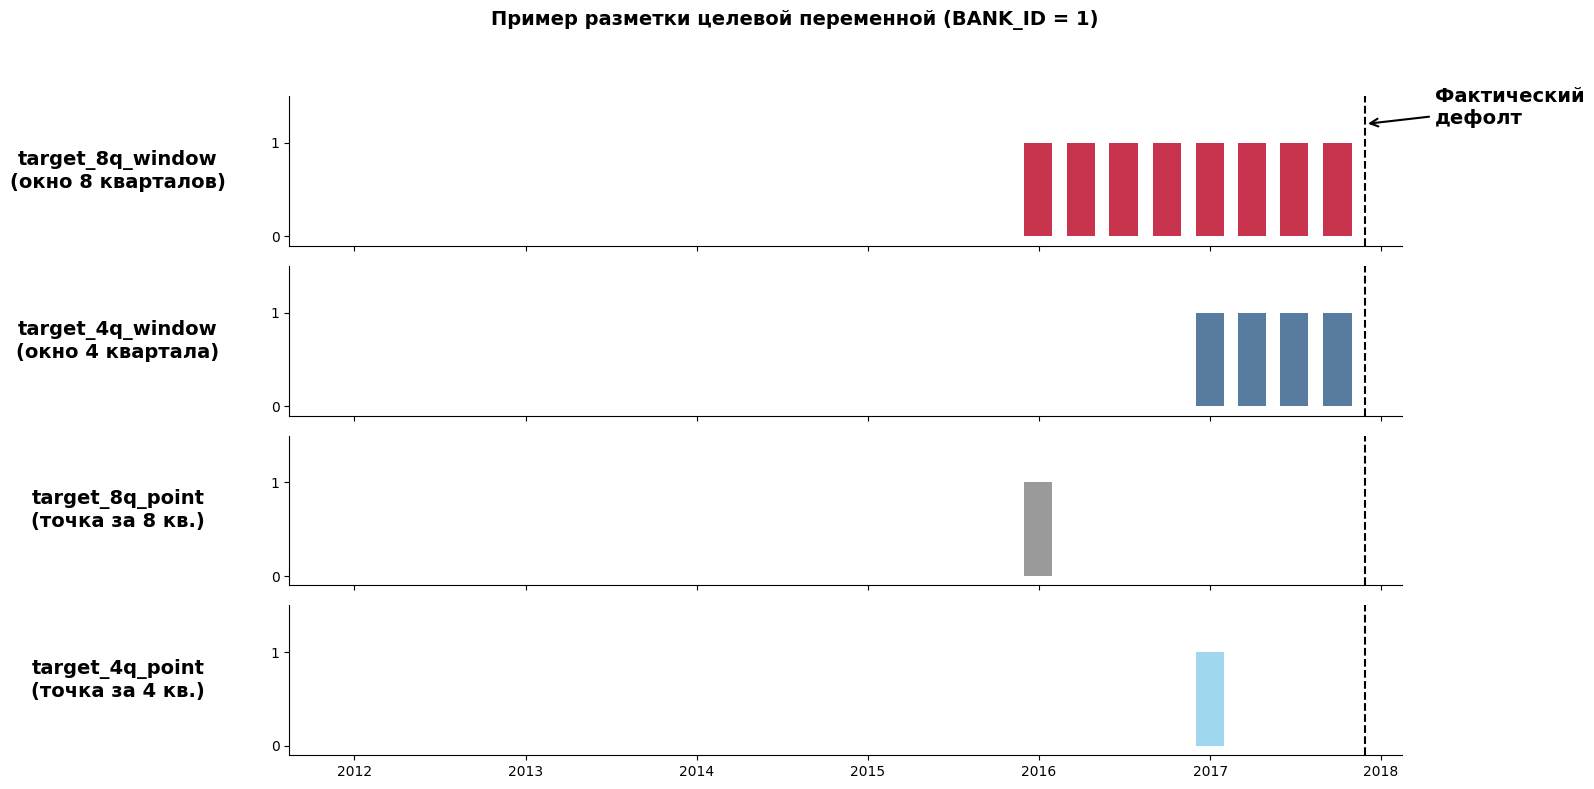 Пример разметки целевой переменной (BANK_ID = 1)
Фактический
дефолт
target_8q_window
(окно 8 кварталов)
1
0
target_4q_window
(окно 4 квартала)
1
0
target_8q_point
(точка за 8 кв.)
1
0
target_4q_point
(точка за 4 кв.)
1
0
2012 2013 2014 2015 2016 2017 2018